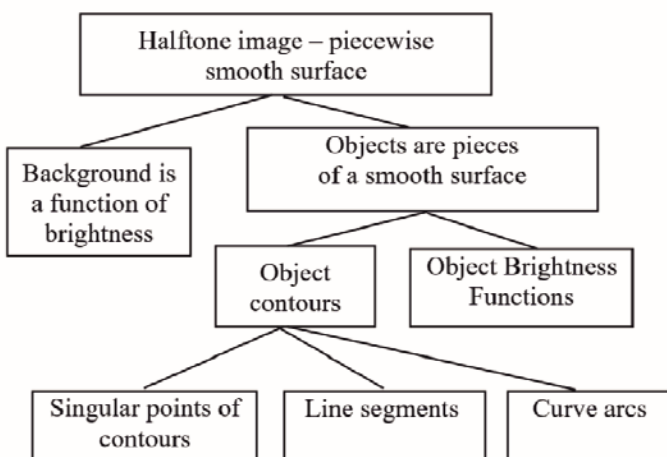 Halftone image – piecewise
smooth surface
Background is
a function of
brightness
Objects are pieces
of a smooth surface
Object
contours
Object Brightness
Functions
Singular points of
contours
Line segments
Curve arcs